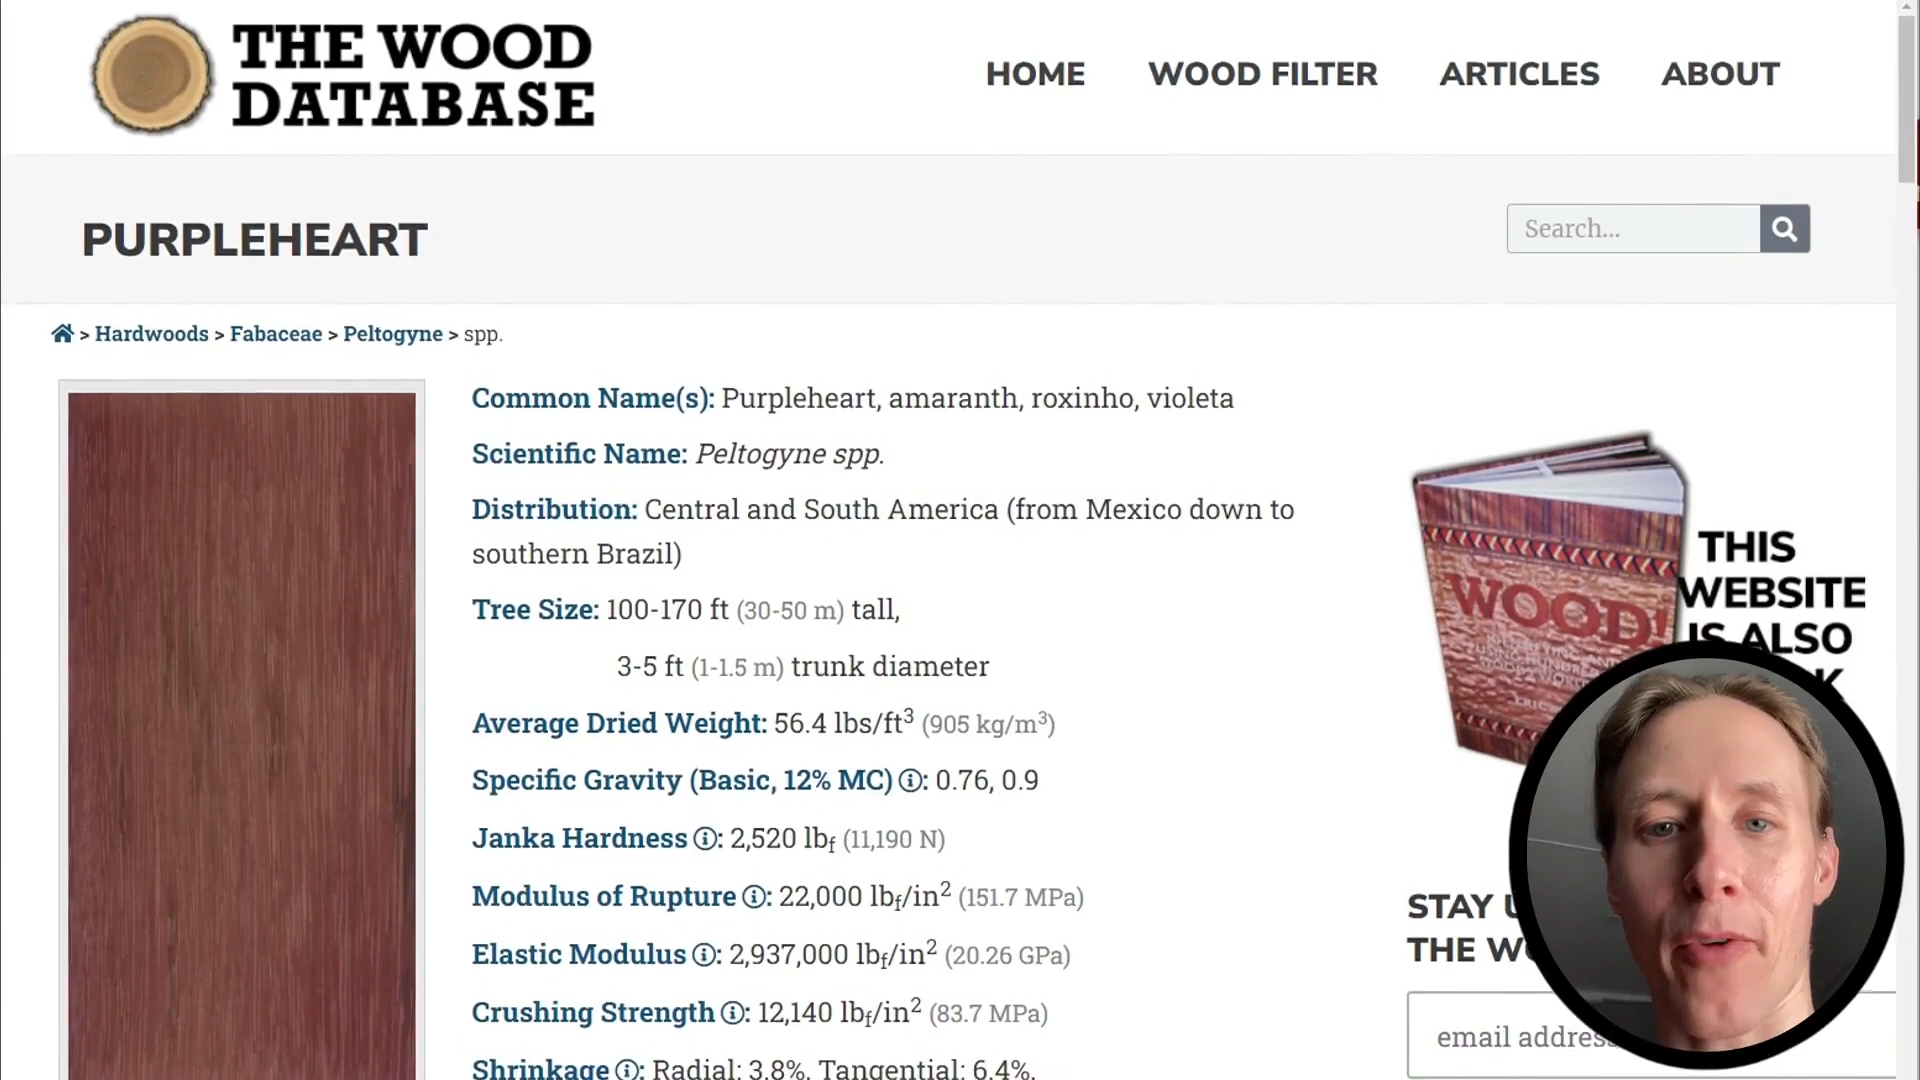 THE WOOD
DATABASE
HOME WOOD FILTER ARTICLES ABOUT
PURPLEHEART
Search...
> Hardwoods > Fabaceae > Peltogyne > spp.
Common Name(s): Purpleheart, amaranth, roxinho, violeta
Scientific Name: Peltogyne spp.
Distribution: Central and South America (from Mexico down to
southern Brazil)
Tree Size: 100-170 ft (30-50 m) tall,
3-5 ft (1-1.5 m) trunk diameter
Average Dried Weight: 56.4 lbs/ft³ (905 kg/m³)
Specific Gravity (Basic, 12% MC) ⓘ: 0.76, 0.9
Janka Hardness ⓘ: 2,520 lbf (11,190 N)
Modulus of Rupture ⓘ: 22,000 lbf/in² (151.7 MPa)
Elastic Modulus ⓘ: 2,937,000 lbf/in² (20.26 GPa)
Crushing Strength ⓘ: 12,140 lbf/in² (83.7 MPa)
Shrinkage ⓘ: Radial: 3.8%, Tangential: 6.4%,
WOOD!
THIS
WEBSITE
IS ALSO
STAY
THE
email address